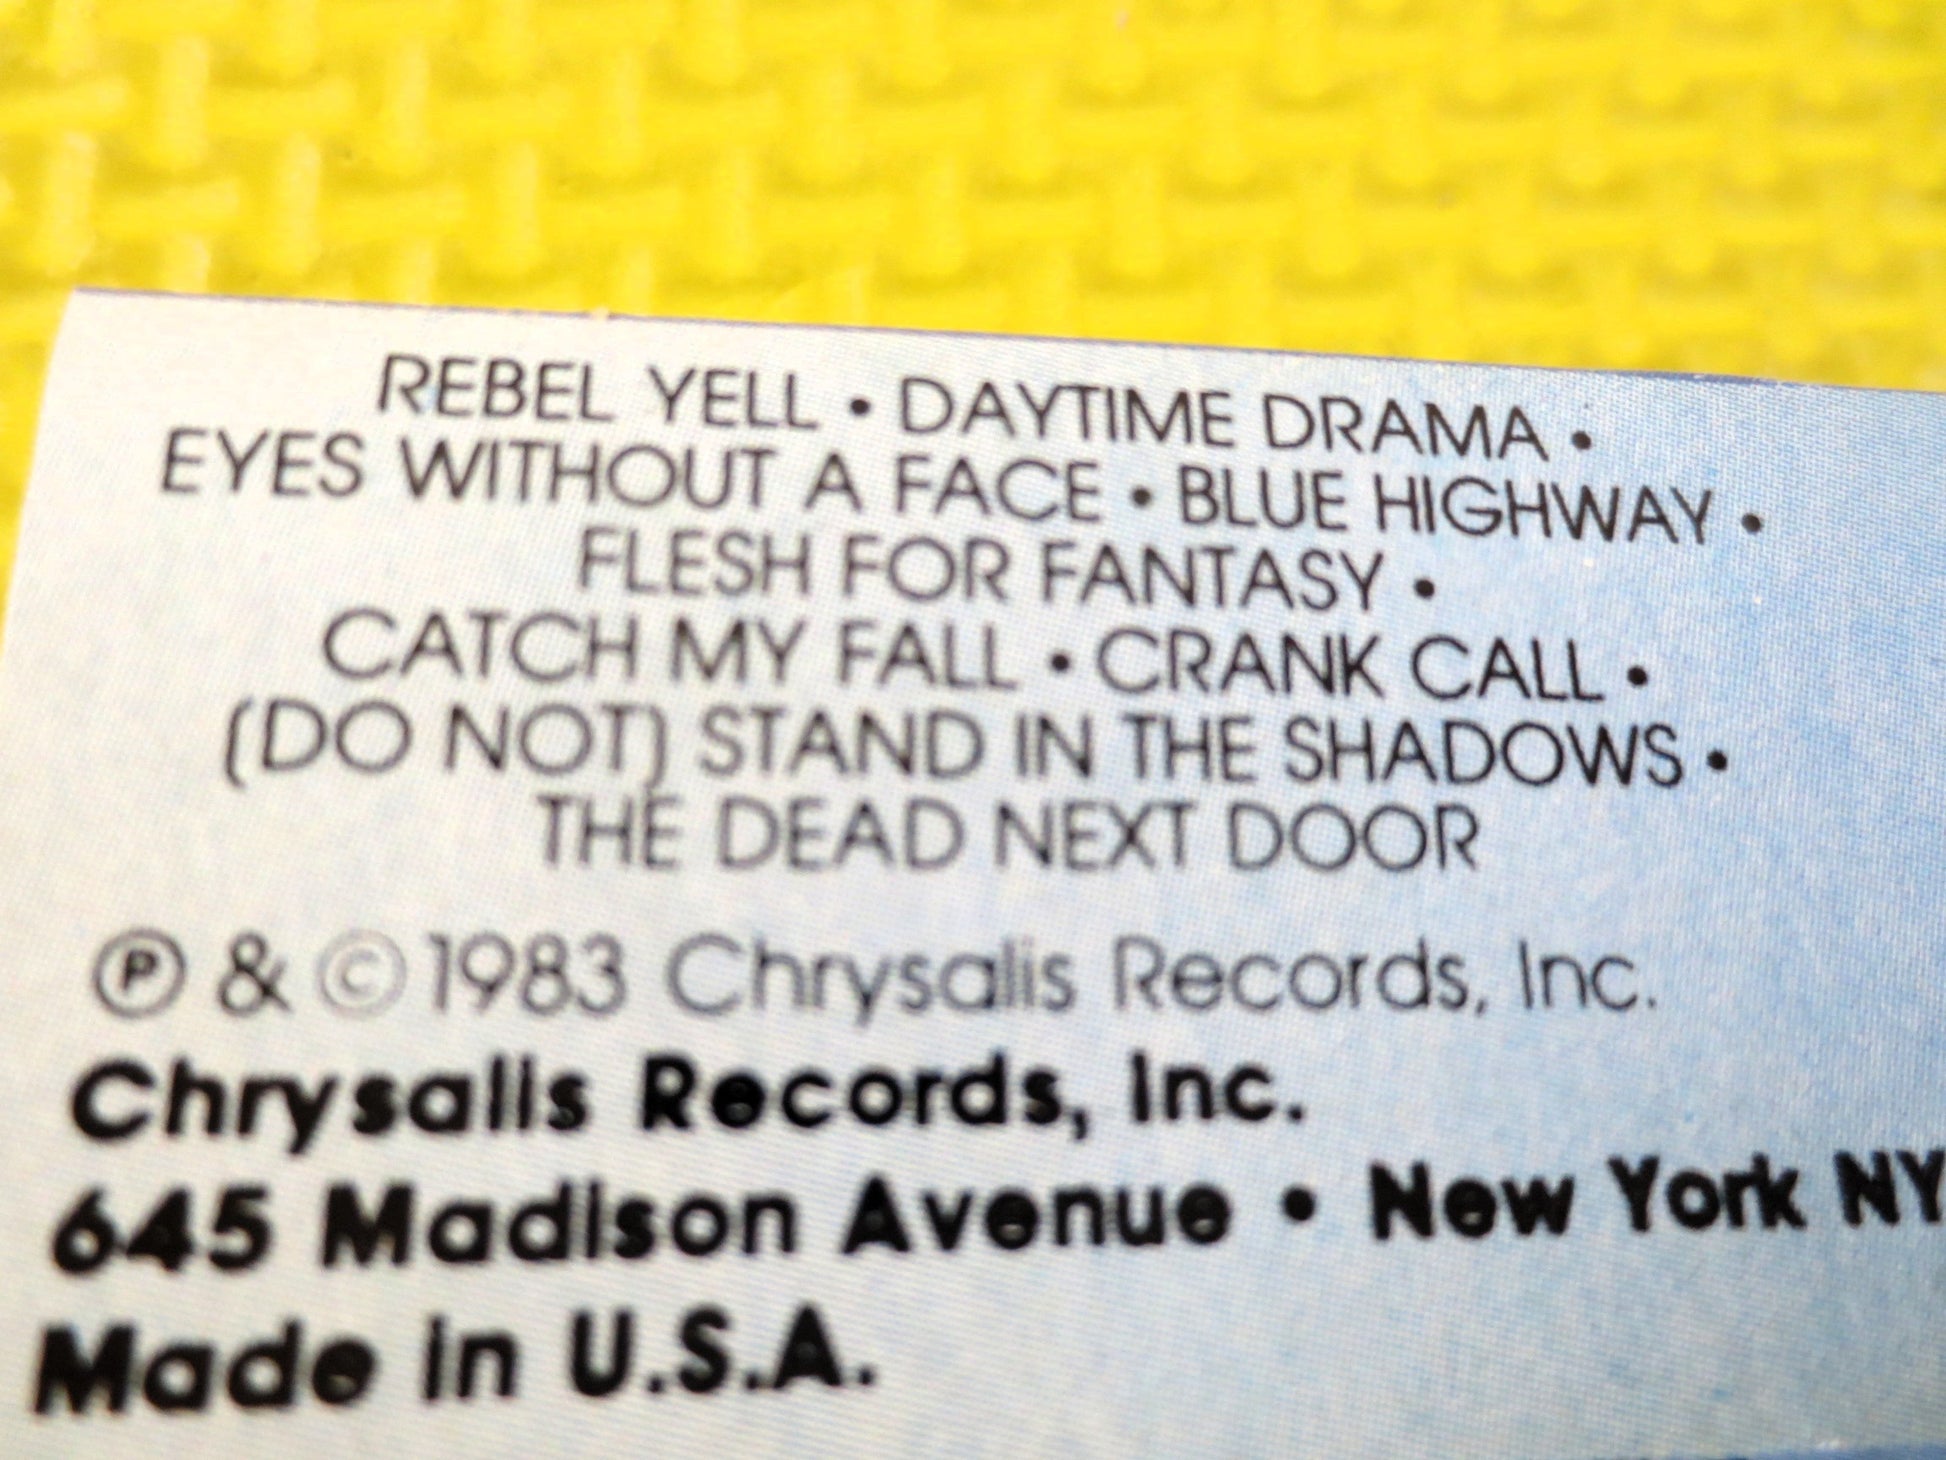 REBEL YELL • DAYTIME DRAMA •
EYES WITHOUT A FACE • BLUE HIGHWAY •
FLESH FOR FANTASY •
CATCH MY FALL • CRANK CALL •
(DO NOT) STAND IN THE SHADOWS •
THE DEAD NEXT DOOR
℗ & © 1983 Chrysalis Records, Inc.
Chrysalis Records, Inc.
645 Madison Avenue • New York NY
Made in U.S.A.